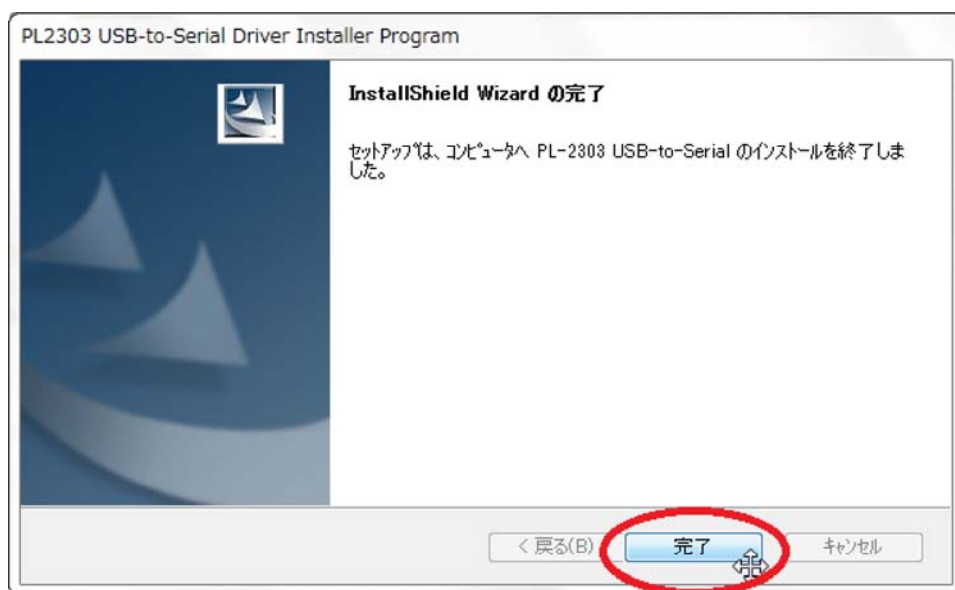 PL2303 USB-to-Serial Driver Installer Program
InstallShield Wizard の完了
セットアップは、コンピュータへ PL-2303 USB-to-Serial のインストールを終了しま
した。
< 戻る(B)
完了
キャンセル